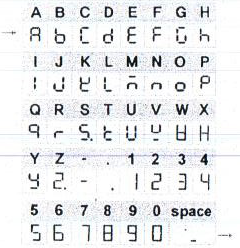 A B C D E F G H
A b C d E F G h
I J K L M N O P
I J K L n̄ n o P
Q R S T U V W X
q r S. t U u̅ H
Y Z - . 1 2 3 4
Y 2. - . 1 2 3 4
5 6 7 8 9 0 space
5 6 7 8 9 0 _